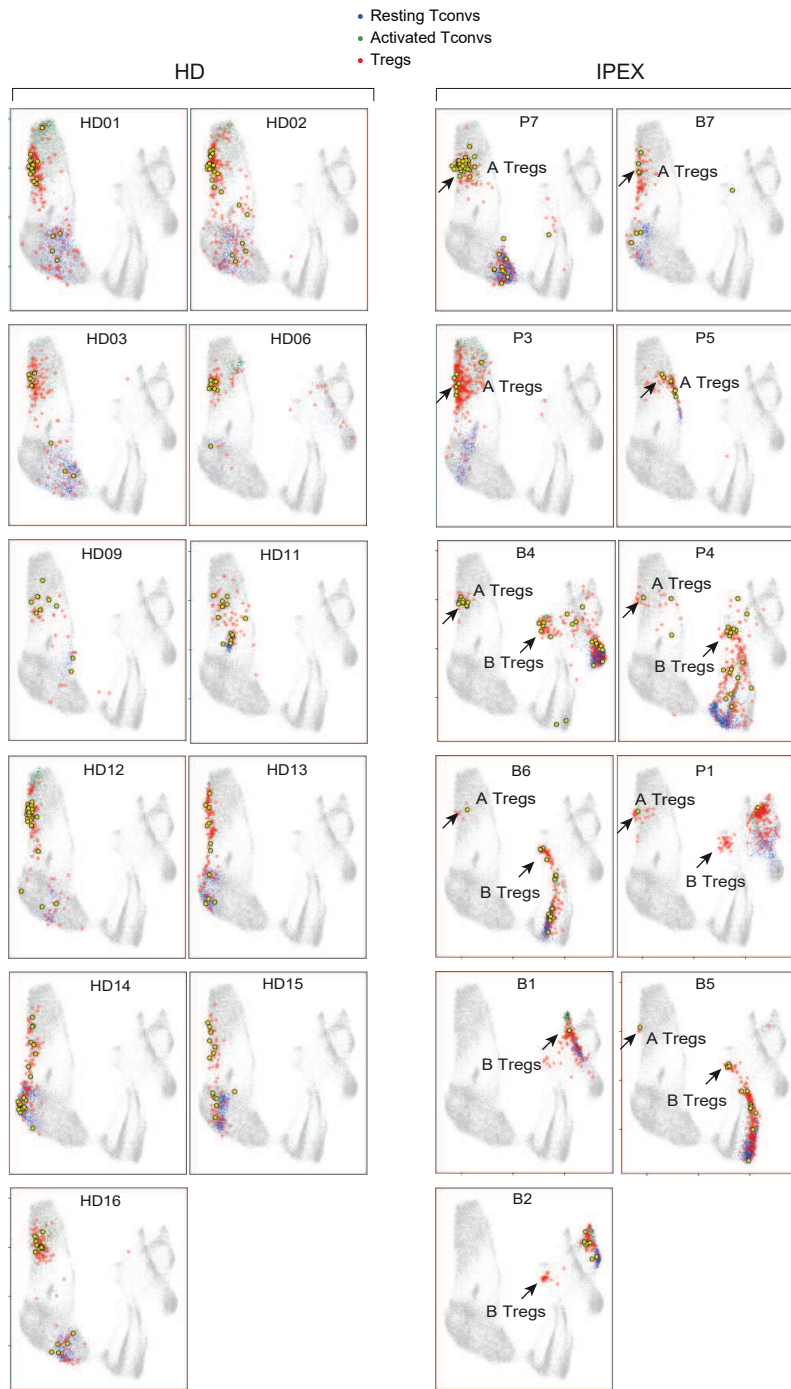 Resting Tconvs
Activated Tconvs
Tregs
HD
IPEX
HD01
HD02
P7
A Tregs
B7
A Tregs
HD03
HD06
P3
A Tregs
P5
A Tregs
HD09
HD11
B4
A Tregs
B Tregs
P4
A Tregs
B Tregs
HD12
HD13
B6
A Tregs
B Tregs
P1
A Tregs
B Tregs
HD14
HD15
B1
B Tregs
B5
A Tregs
B Tregs
HD16
B2
B Tregs